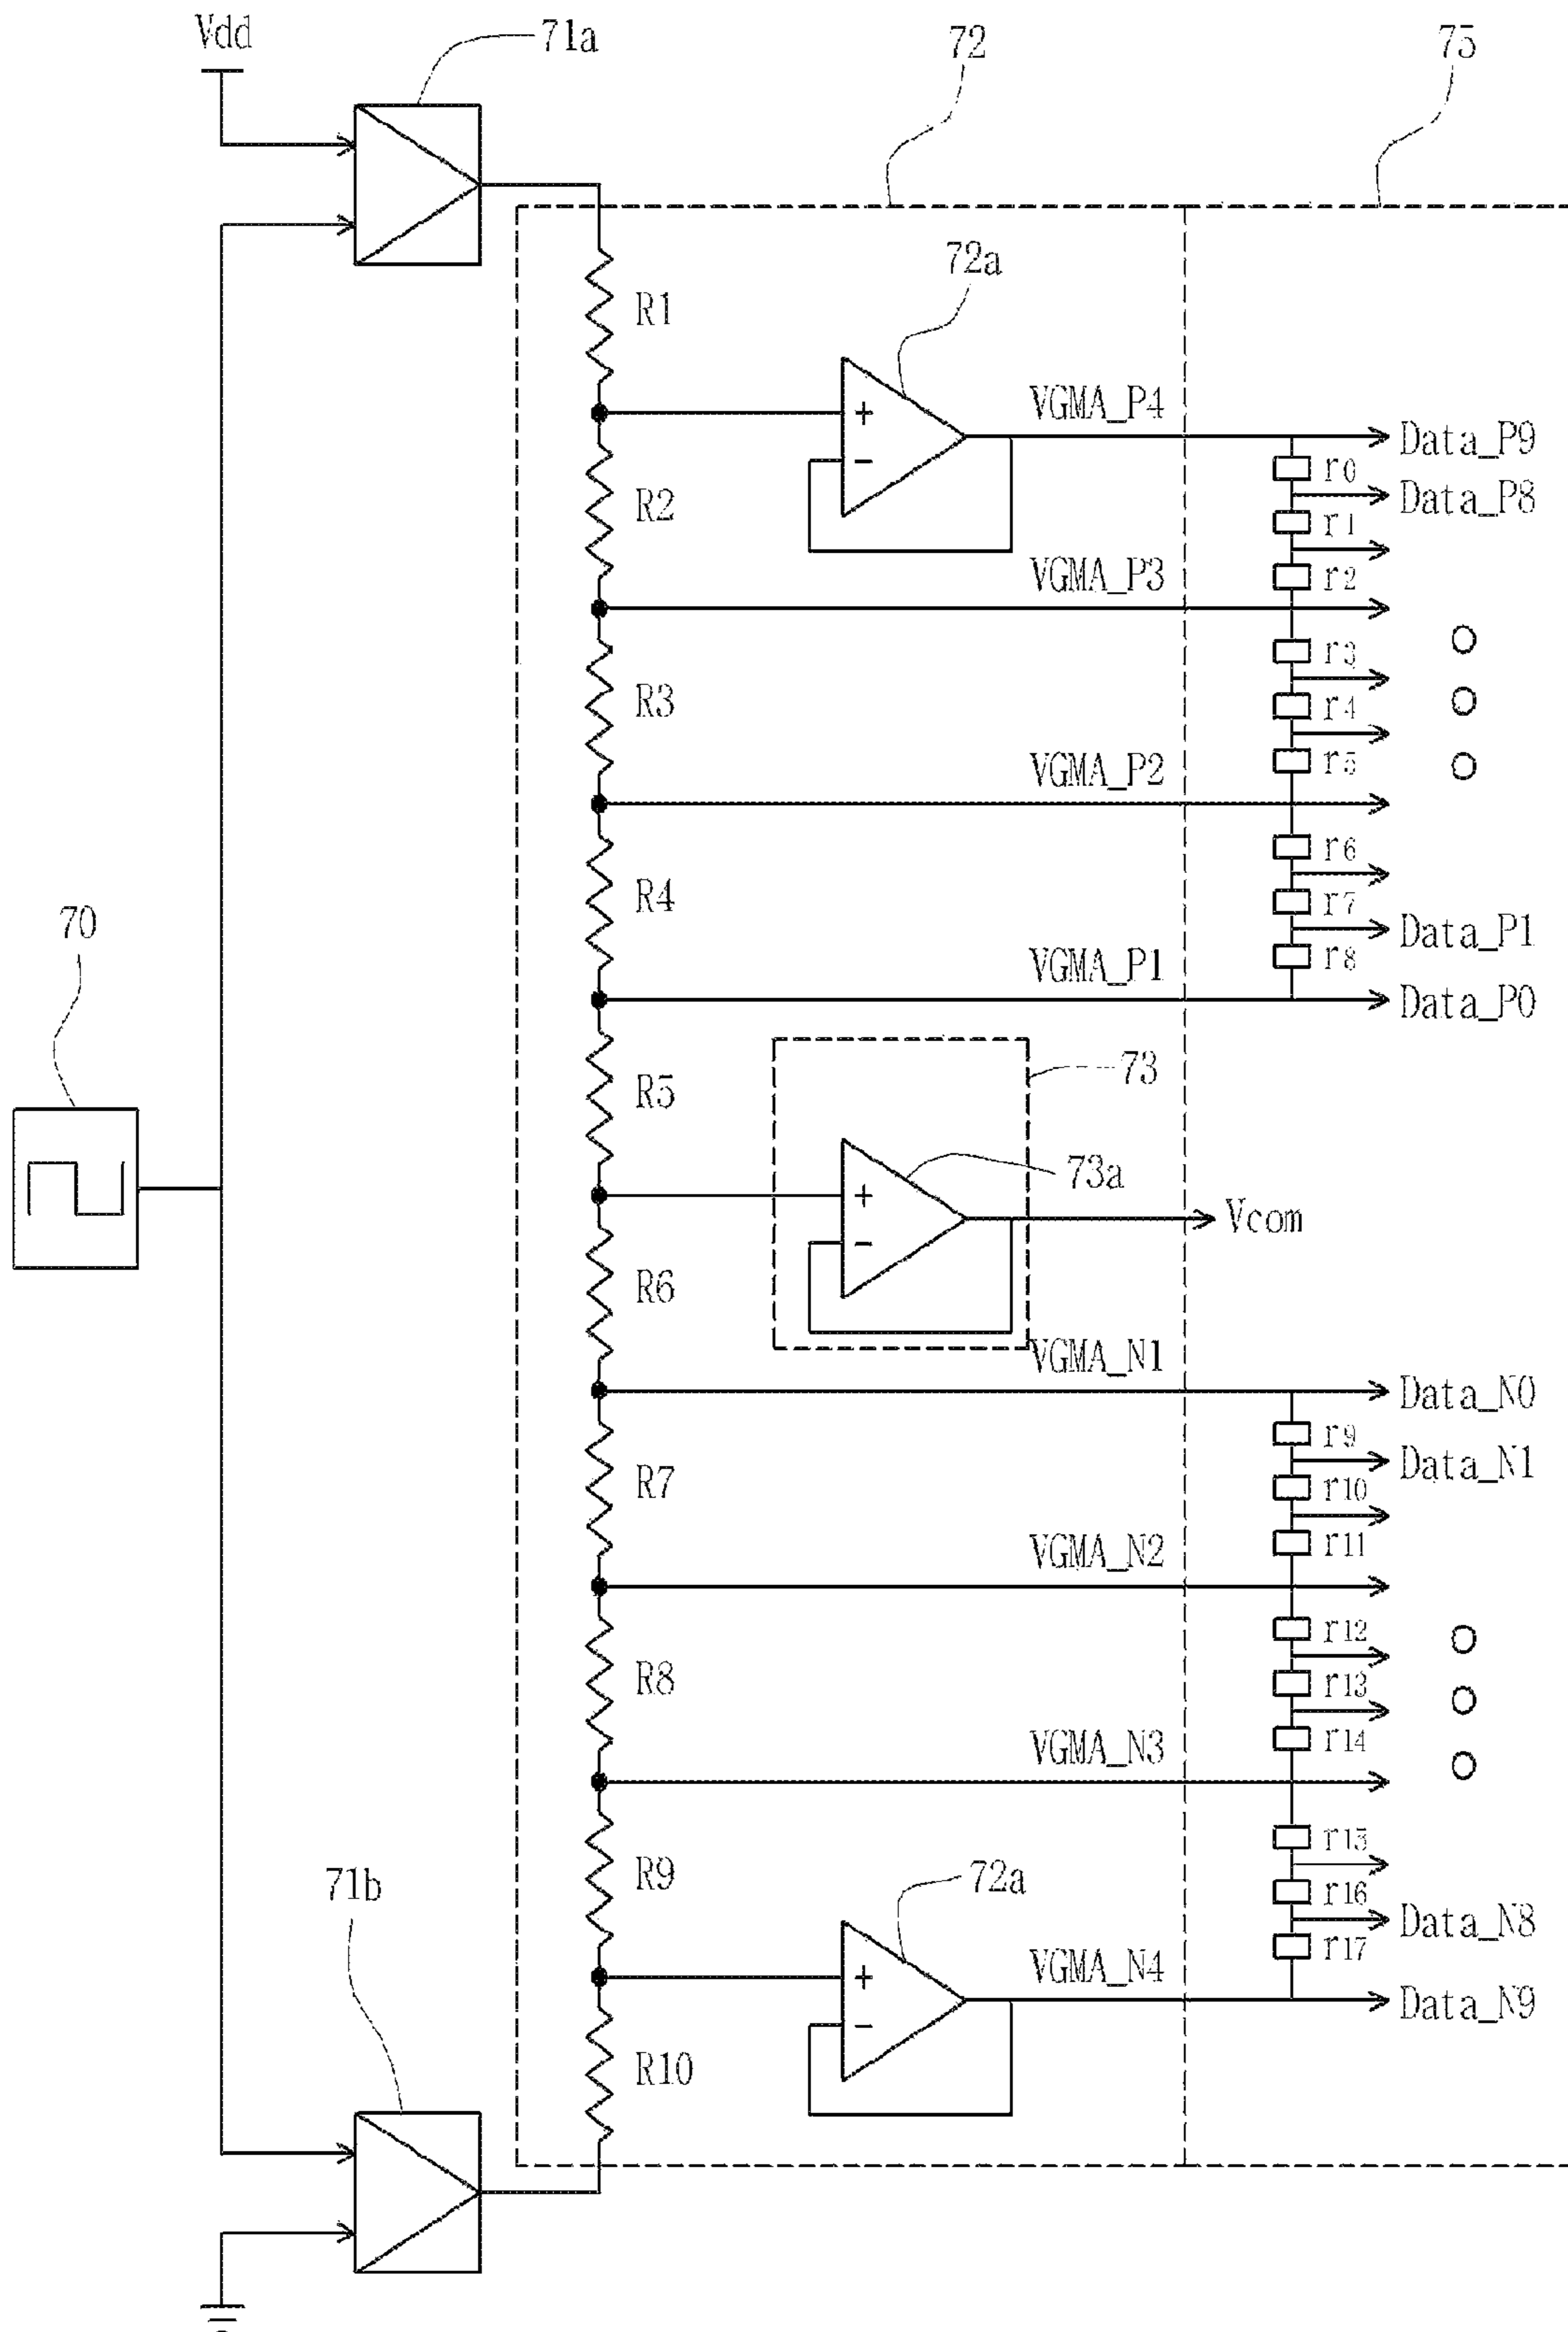 Vdd
71a
72
75
72a
R1
VGMA_P4
+
−
Data_P9
r0
Data_P8
R2
r1
VGMA_P3
r2
r3
R3
r4
VGMA_P2
r5
r6
R4
r7
Data_P1
70
VGMA_P1
r8
Data_P0
R5
73
73a
+
−
Vcom
R6
VGMA_N1
Data_N0
r9
Data_N1
R7
r10
VGMA_N2
r11
r12
R8
r13
VGMA_N3
r14
r15
R9
72a
71b
r16
Data_N8
r17
VGMA_N4
+
−
Data_N9
R10